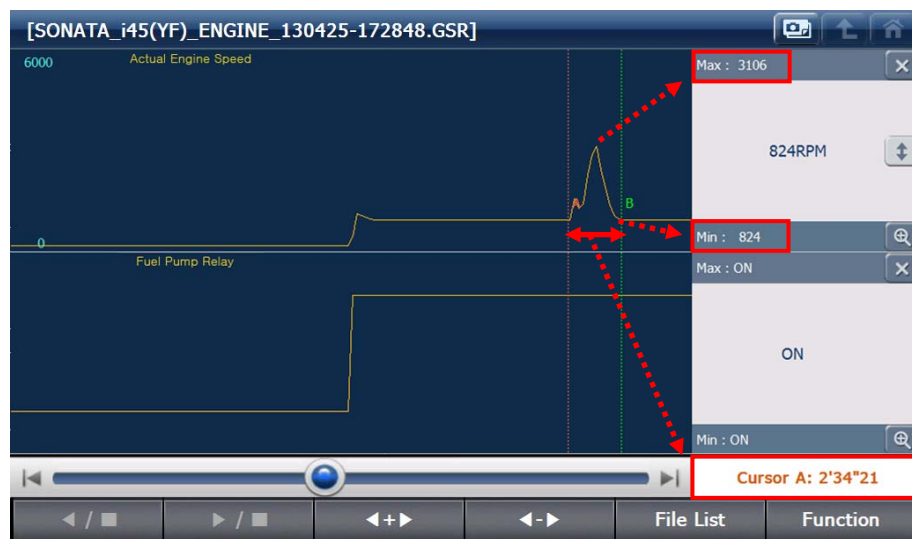 [SONATA_i45(YF)_ENGINE_130425-172848.GSR]
6000
Actual Engine Speed
Max : 3106
824RPM
B
0
Min : 824
Fuel Pump Relay
Max : ON
ON
Min : ON
Cursor A: 2'34"21
File List
Function